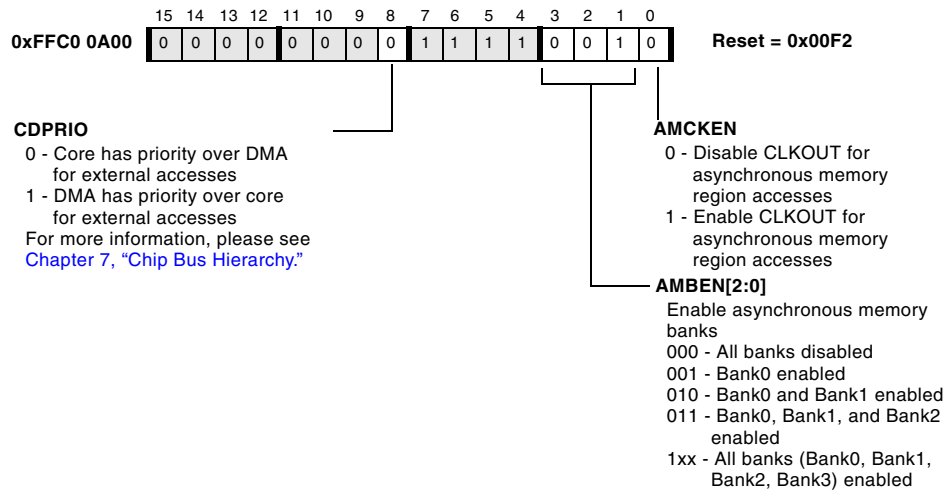 15 14 13 12 11 10 9 8 7 6 5 4 3 2 1 0
0xFFC0 0A00 0 0 0 0 0 0 0 0 1 1 1 1 0 0 1 0 Reset = 0x00F2
CDPRIO
0 - Core has priority over DMA
for external accesses
1 - DMA has priority over core
for external accesses
For more information, please see
Chapter 7, “Chip Bus Hierarchy.”
AMCKEN
0 - Disable CLKOUT for
asynchronous memory
region accesses
1 - Enable CLKOUT for
asynchronous memory
region accesses
AMBEN[2:0]
Enable asynchronous memory
banks
000 - All banks disabled
001 - Bank0 enabled
010 - Bank0 and Bank1 enabled
011 - Bank0, Bank1, and Bank2
enabled
1xx - All banks (Bank0, Bank1,
Bank2, Bank3) enabled